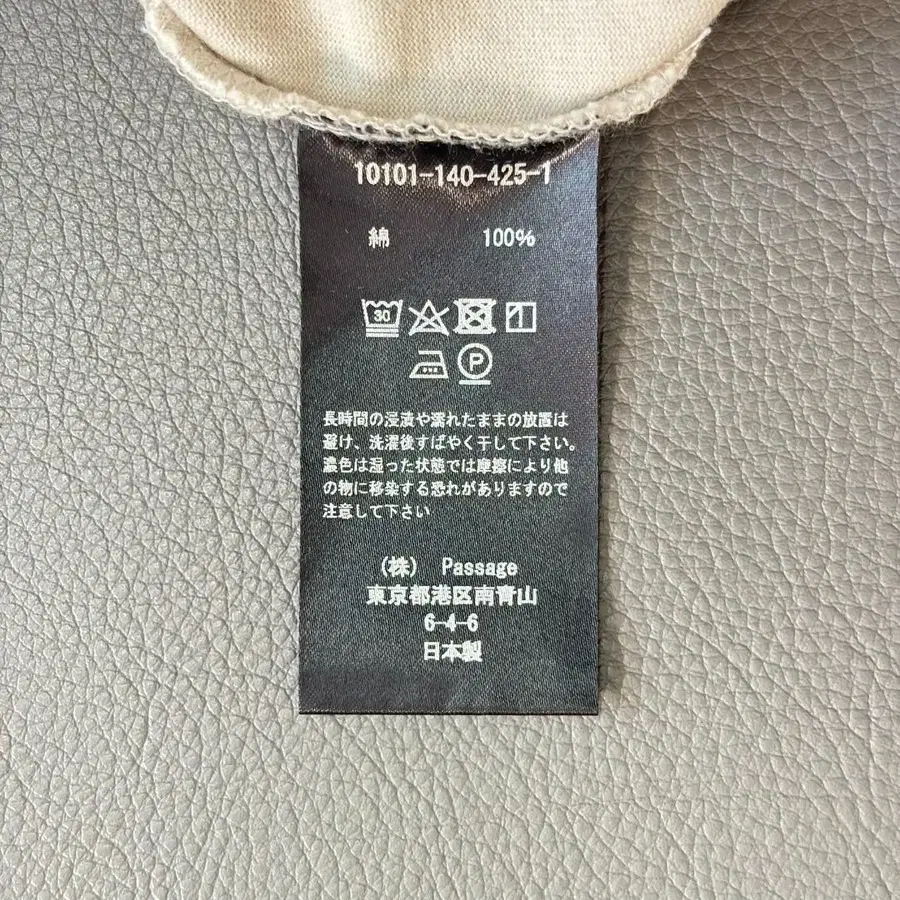 10101-140-425-1
綿 100%
30
P
長時間の浸漬や濡れたままの放置は
避け、洗濯後すばやく干して下さい。
濃色は湿った状態では摩擦により他
の物に移染する恐れがありますので
注意して下さい
(株) Passage
東京都港区南青山
6-4-6
日本製